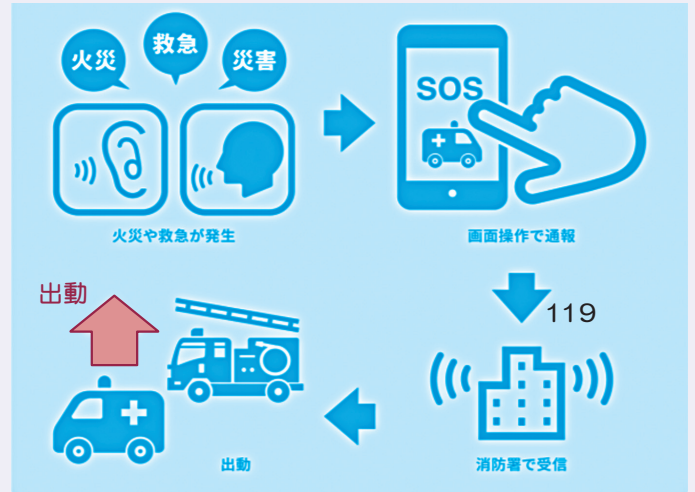 火災
救急
災害
火災や救急が発生
SOS
画面操作で通報
119
消防署で受信
出動
出動